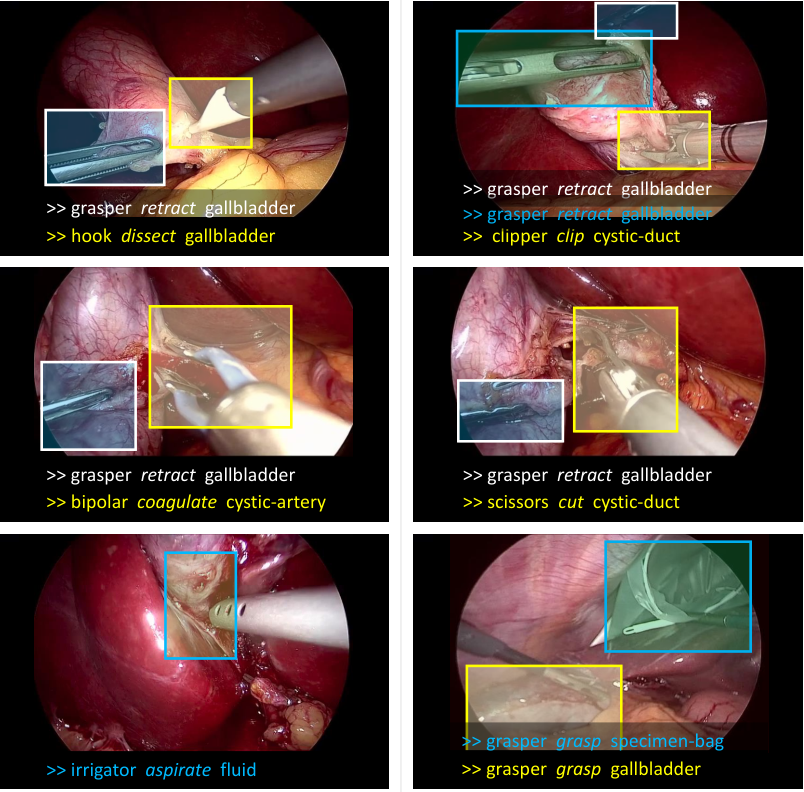 >> grasper retract gallbladder
>> hook dissect gallbladder
>> grasper retract gallbladder
>> grasper retract gallbladder
>> clipper clip cystic-duct
>> grasper retract gallbladder
>> bipolar coagulate cystic-artery
>> grasper retract gallbladder
>> scissors cut cystic-duct
>> irrigator aspirate fluid
>> grasper grasp specimen-bag
>> grasper grasp gallbladder